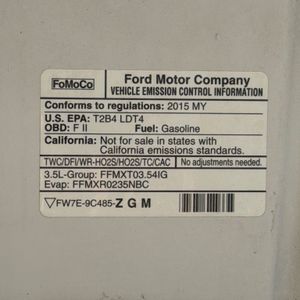 FoMoCo
Ford Motor Company
VEHICLE EMISSION CONTROL INFORMATION
Conforms to regulations: 2015 MY
U.S. EPA: T2B4 LDT4
OBD: F II Fuel: Gasoline
California: Not for sale in states with
California emissions standards.
TWC/DFI/WR-HO2S/HO2S/TC/CAC No adjustments needed.
3.5L-Group: FFMXT03.54IG
Evap: FFMXR0235NBC
▽FW7E-9C485-Z G M